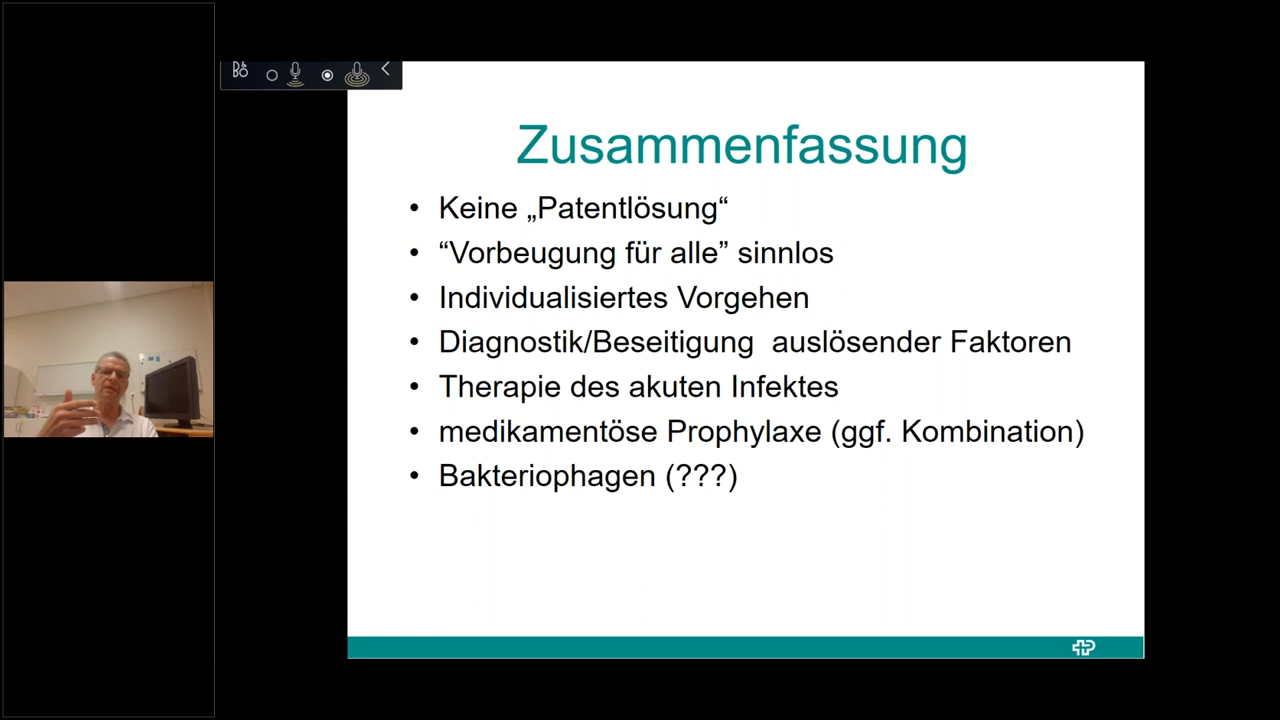 Zusammenfassung
• Keine „Patentlösung“
• “Vorbeugung für alle” sinnlos
• Individualisiertes Vorgehen
• Diagnostik/Beseitigung auslösender Faktoren
• Therapie des akuten Infektes
• medikamentöse Prophylaxe (ggf. Kombination)
• Bakteriophagen (???)